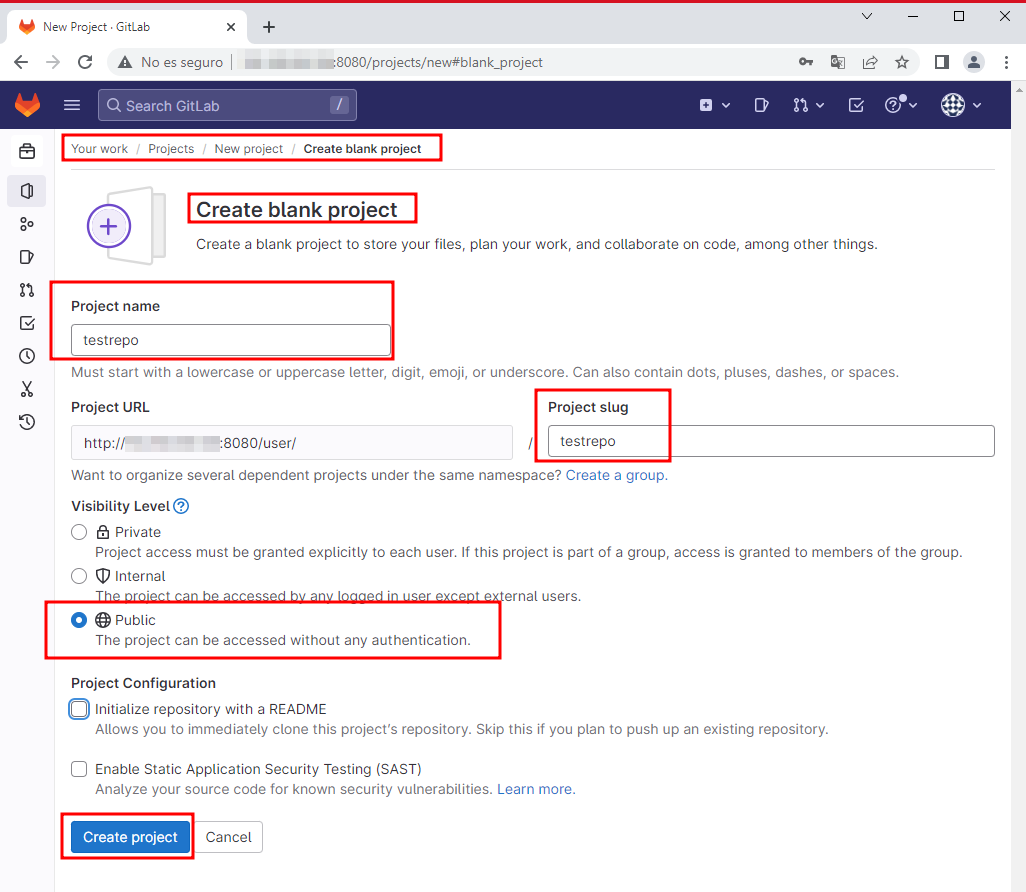 New Project · GitLab
No es seguro :8080/projects/new#blank_project
Search GitLab /
Your work / Projects / New project / Create blank project
Create blank project
Create a blank project to store your files, plan your work, and collaborate on code, among other things.
Project name
testrepo
Must start with a lowercase or uppercase letter, digit, emoji, or underscore. Can also contain dots, pluses, dashes, or spaces.
Project URL
http:// :8080/user/
/
Project slug
testrepo
Want to organize several dependent projects under the same namespace? Create a group.
Visibility Level
Private
Project access must be granted explicitly to each user. If this project is part of a group, access is granted to members of the group.
Internal
The project can be accessed by any logged in user except external users.
Public
The project can be accessed without any authentication.
Project Configuration
Initialize repository with a README
Allows you to immediately clone this project’s repository. Skip this if you plan to push up an existing repository.
Enable Static Application Security Testing (SAST)
Analyze your source code for known security vulnerabilities. Learn more.
Create project Cancel